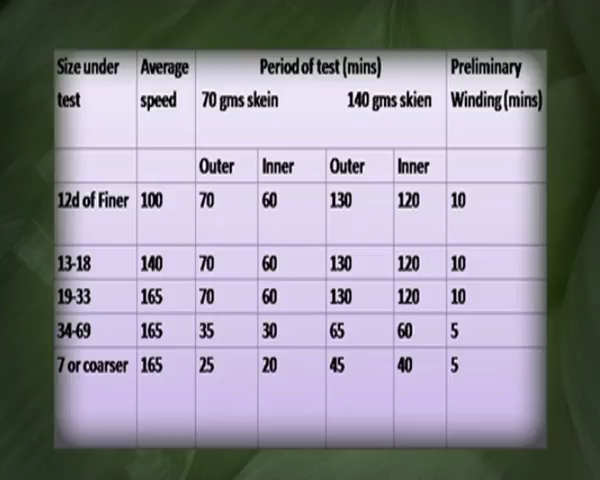 Size under test Average speed Period of test (mins) Preliminary Winding (mins)
70 gms skein 140 gms skien
Outer Inner Outer Inner
12d of Finer 100 70 60 130 120 10
13-18 140 70 60 130 120 10
19-33 165 70 60 130 120 10
34-69 165 35 30 65 60 5
7 or coarser 165 25 20 45 40 5